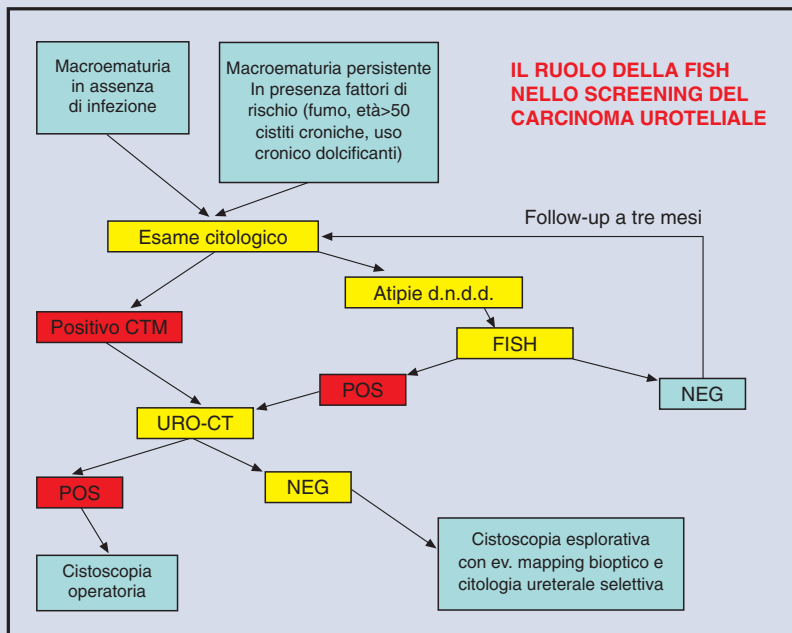 Macroematuria
in assenza
di infezione
Macroematuria persistente
In presenza fattori di
rischio (fumo, età>50
cistiti croniche, uso
cronico dolcificanti)
IL RUOLO DELLA FISH
NELLO SCREENING DEL
CARCINOMA UROTELIALE
Follow-up a tre mesi
Esame citologico
Atipie d.n.d.d.
Positivo CTM
FISH
POS
NEG
URO-CT
POS
NEG
Cistoscopia
operatoria
Cistoscopia esplorativa
con ev. mapping bioptico e
citologia ureterale selettiva